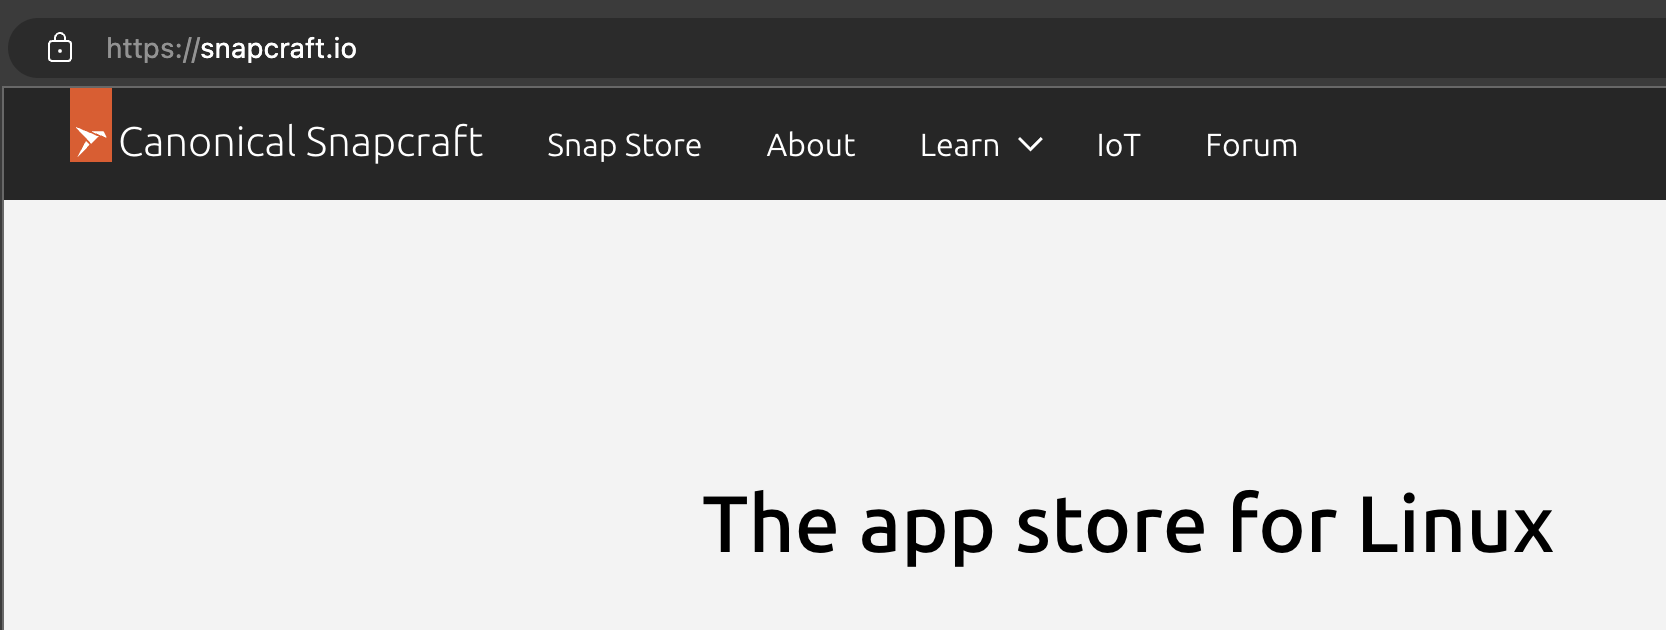 https://snapcraft.io
Canonical Snapcraft Snap Store About Learn IoT Forum
The app store for Linux